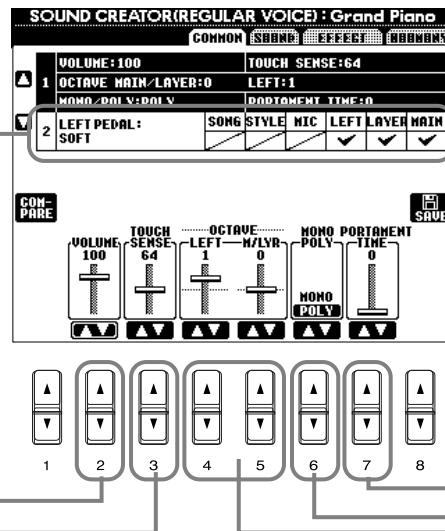 SOUND CREATOR(REGULAR VOICE) : Grand Piano
COMMON SOUND EFFECT HARMONY
1 VOLUME:100 TOUCH SENSE:64
OCTAVE MAIN/LAYER:0 LEFT:1
MONO/POLY:POLY PORTAMENT TIME:0
2 LEFT PEDAL: SONG STYLE MIC LEFT LAYER MAIN
SOFT
COM-
PARE
SAVE
VOLUME TOUCH SENSE OCTAVE LEFT M/LYR MONO POLY PORTAMENT TIME
100 64 1 0 0
MONO
POLY
1 2 3 4 5 6 7 8